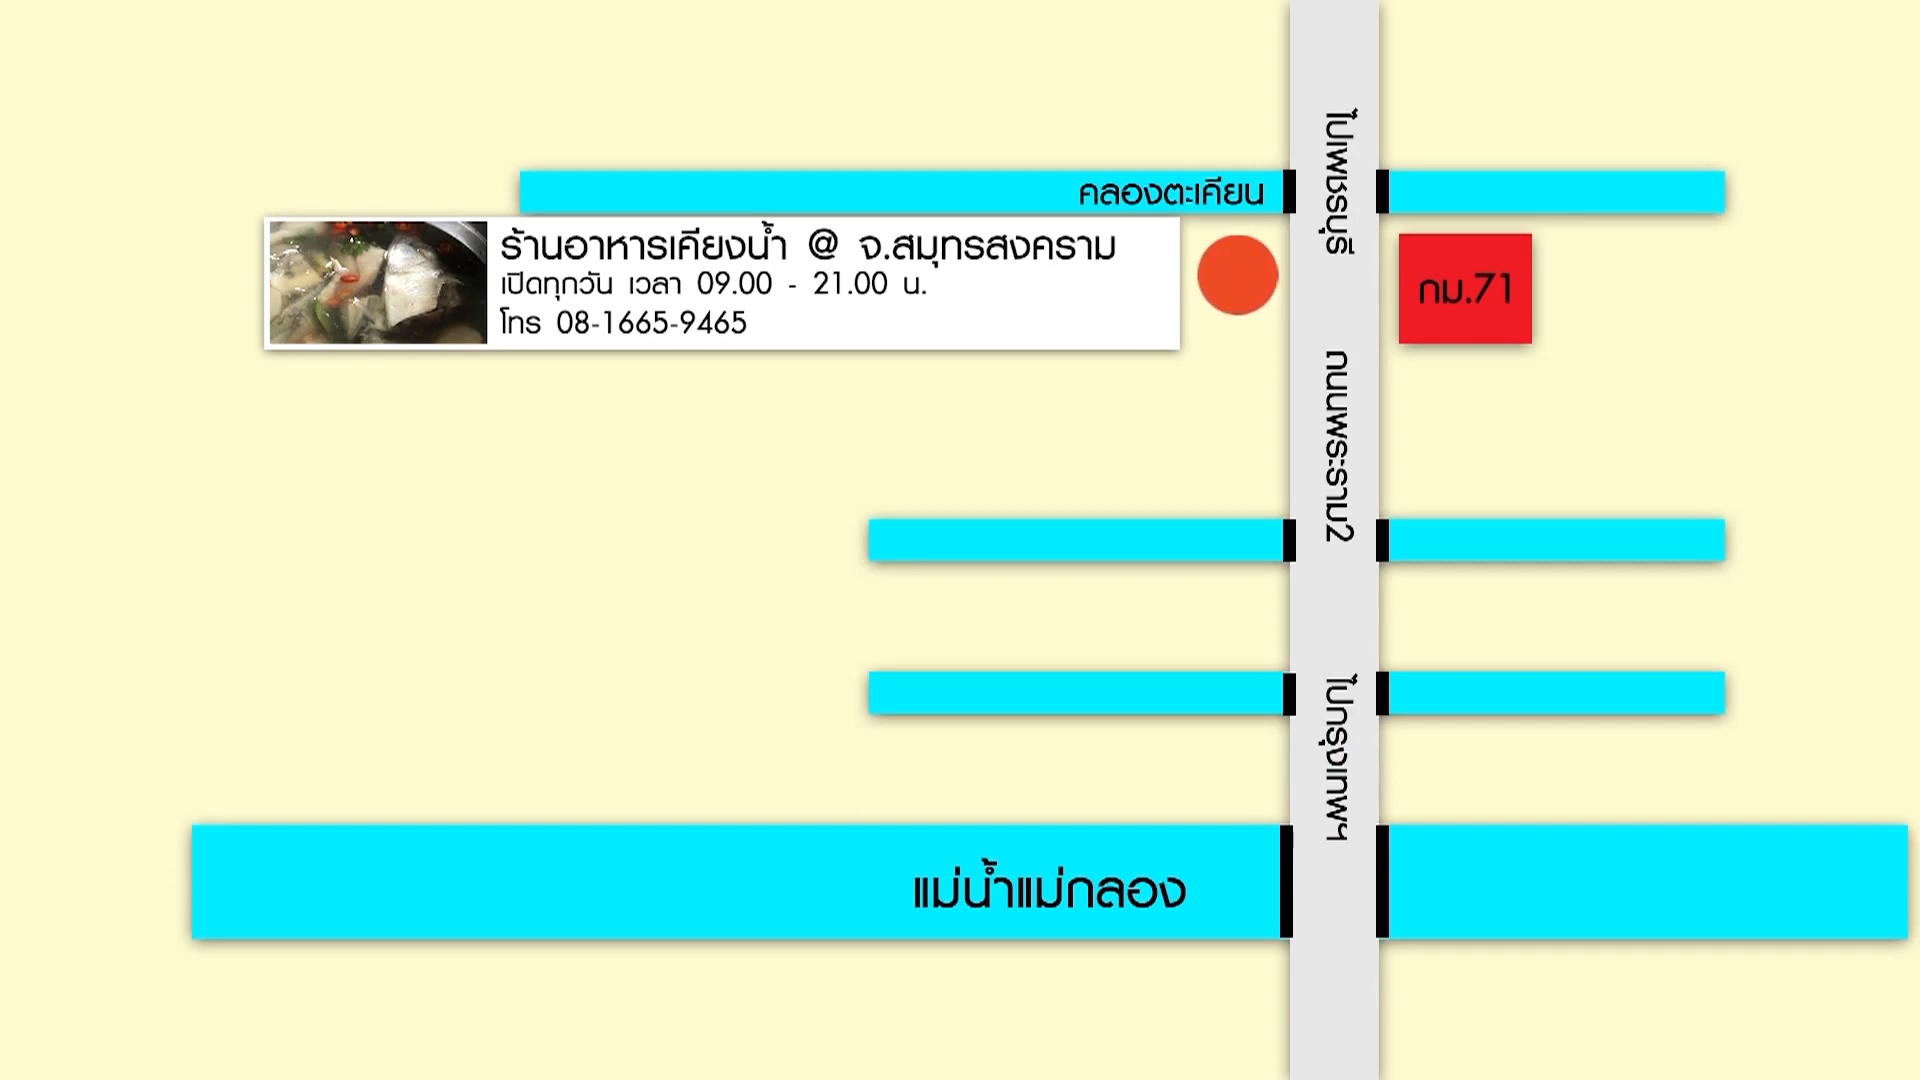 ไปเพชรบุรี
คลองตะเคียน
ร้านอาหารเคียงน้ำ @ จ.สมุทรสงคราม
เปิดทุกวัน เวลา 09.00 - 21.00 น.
โทร 08-1665-9465
กม.71
ถนนพระราม2
ไปกรุงเทพฯ
แม่น้ำแม่กลอง